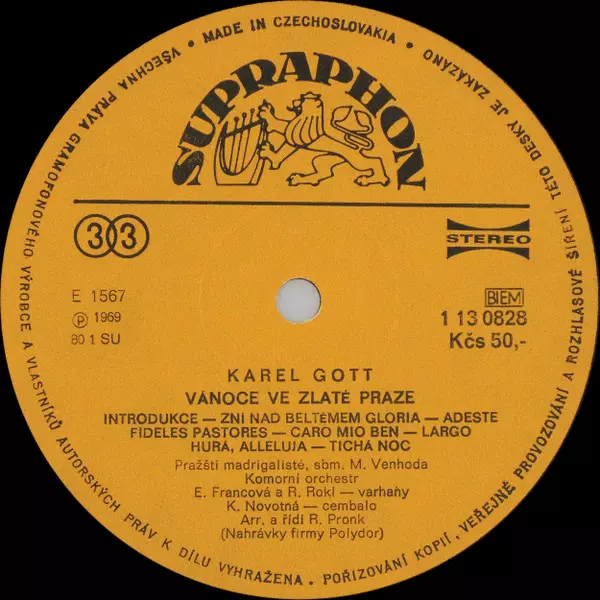 VŠECHNA PRÁVA GRAMOFONOVÉHO VÝROBCE A VLASTNÍKŮ AUTORSKÝCH PRÁV K DÍLU VYHRAŽENA • POŘIZOVÁNÍ KOPIÍ, VEŘEJNÉ PROVOZOVÁNÍ A ROZHLASOVÉ ŠÍŘENÍ TÉTO DESKY JE ZAKÁZÁNO
• MADE IN CZECHOSLOVAKIA •
SUPRAPHON
33
STEREO
E 1567
Ⓟ 1969
80 1 SU
BIEM
1 13 0828
Kčs 50,-
KAREL GOTT
VÁNOCE VE ZLATÉ PRAZE
INTRODUKCE — ZNÍ NAD BELTÉMEM GLORIA — ADESTE
FIDELES PASTORES — CARO MIO BEN — LARGO
HURÁ, ALLELUJA — TICHÁ NOC
Pražští madrigalisté, sbm. M. Venhoda
Komorní orchestr
E. Francová a R. Rokl — varhaňy
K. Novotná — cembalo
Arr. a řídí R. Pronk
(Nahrávky firmy Polydor)